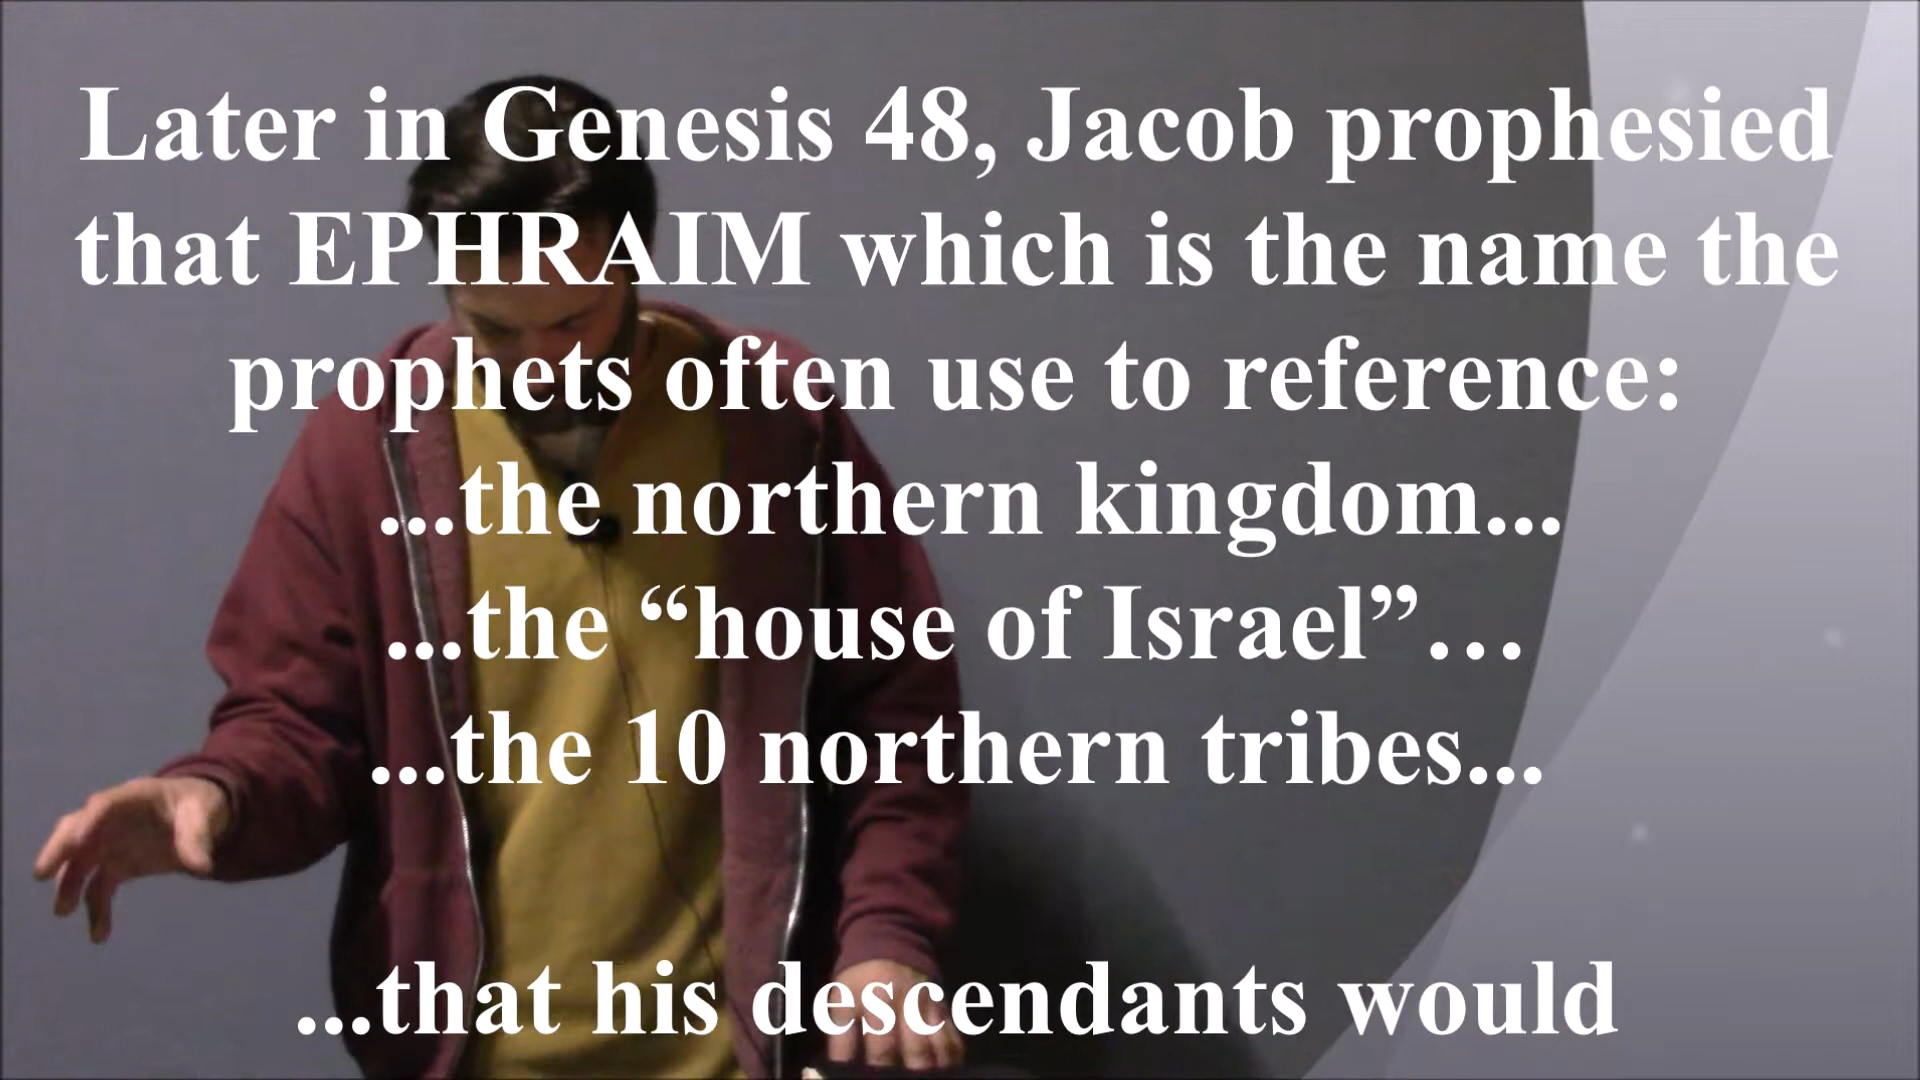 Later in Genesis 48, Jacob prophesied
that EPHRAIM which is the name the
prophets often use to reference:
...the northern kingdom...
...the “house of Israel”…
...the 10 northern tribes...
...that his descendants would